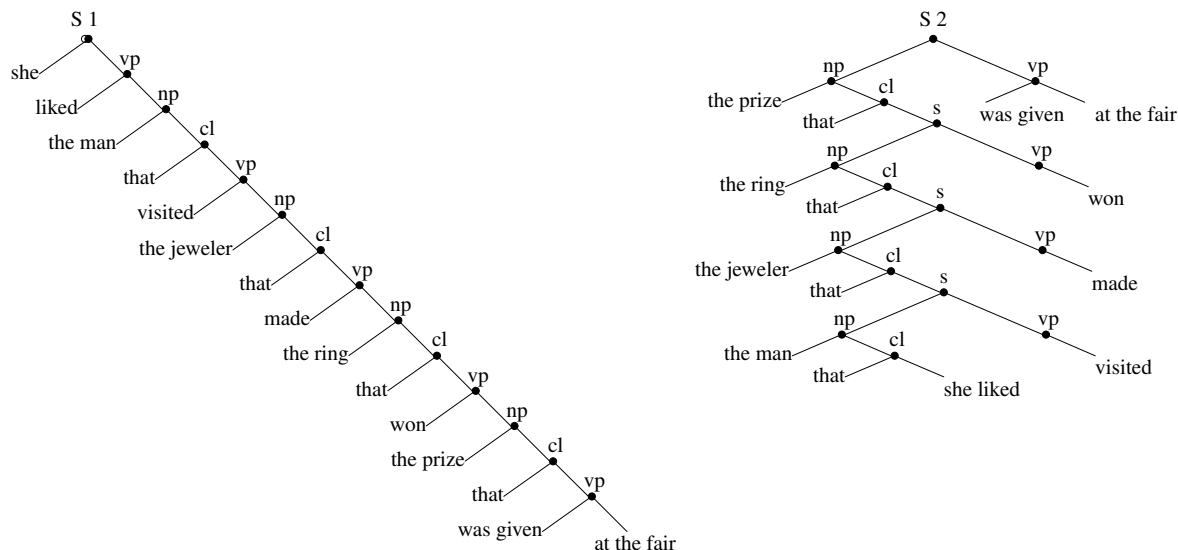 S 1
she
vp
liked
np
the man
cl
that
vp
visited
np
the jeweler
cl
that
vp
made
np
the ring
cl
that
vp
won
np
the prize
cl
that
vp
was given
at the fair
S 2
np
vp
the prize
cl
was given
at the fair
that
s
np
vp
the ring
cl
won
that
s
np
vp
the jeweler
cl
made
that
s
np
vp
the man
cl
visited
that
she liked